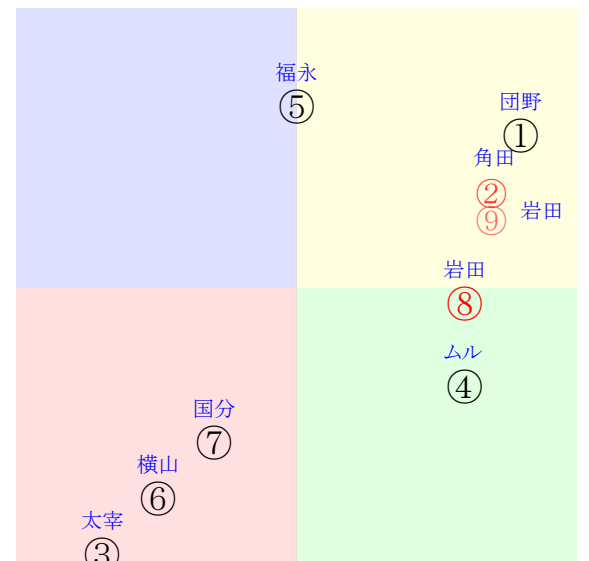 福永
⑤
団野
①
角田
②
⑨ 岩田
岩田
⑧
ムル
④
国分
⑦
横山
⑥
太宰
③